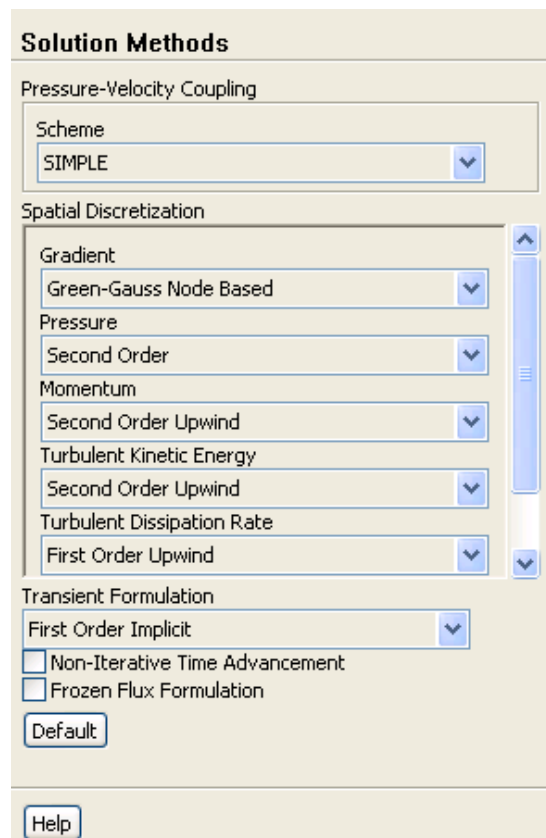 Solution Methods
Pressure-Velocity Coupling
Scheme
SIMPLE
Spatial Discretization
Gradient
Green-Gauss Node Based
Pressure
Second Order
Momentum
Second Order Upwind
Turbulent Kinetic Energy
Second Order Upwind
Turbulent Dissipation Rate
First Order Upwind
Transient Formulation
First Order Implicit
Non-Iterative Time Advancement
Frozen Flux Formulation
Default
Help